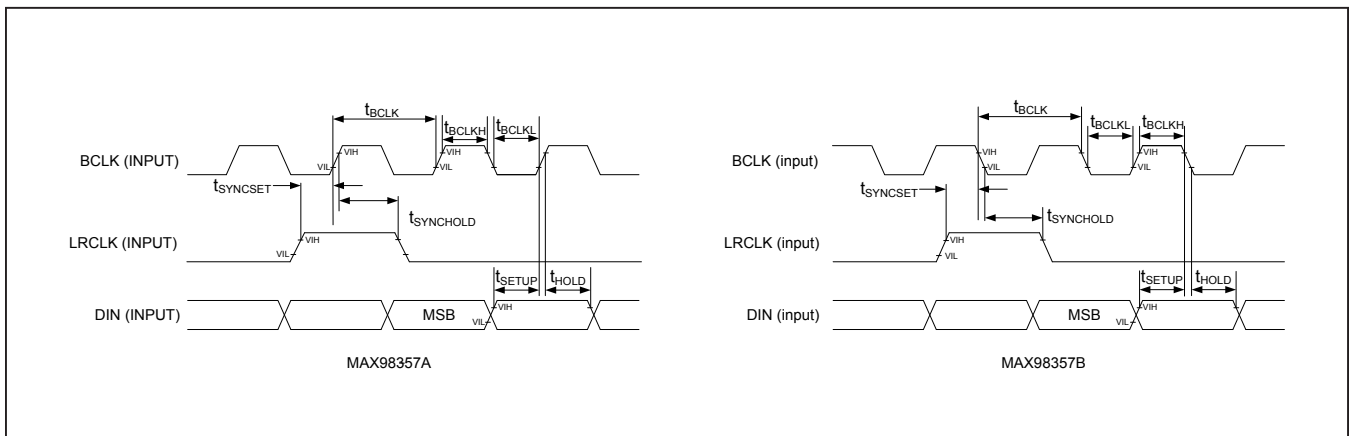 tBCLK
tBCLKH
tBCLKL
BCLK (INPUT)
VIH
VIL
VIH
VIL
tSYNCSET
tSYNCHOLD
LRCLK (INPUT)
VIH
VIL
tSETUP
tHOLD
DIN (INPUT)
MSB
VIH
VIL
MAX98357A
tBCLK
tBCLKL
tBCLKH
BCLK (input)
VIH
VIL
VIH
VIL
tSYNCSET
tSYNCHOLD
LRCLK (input)
VIH
VIL
tSETUP
tHOLD
DIN (input)
MSB
VIH
VIL
MAX98357B